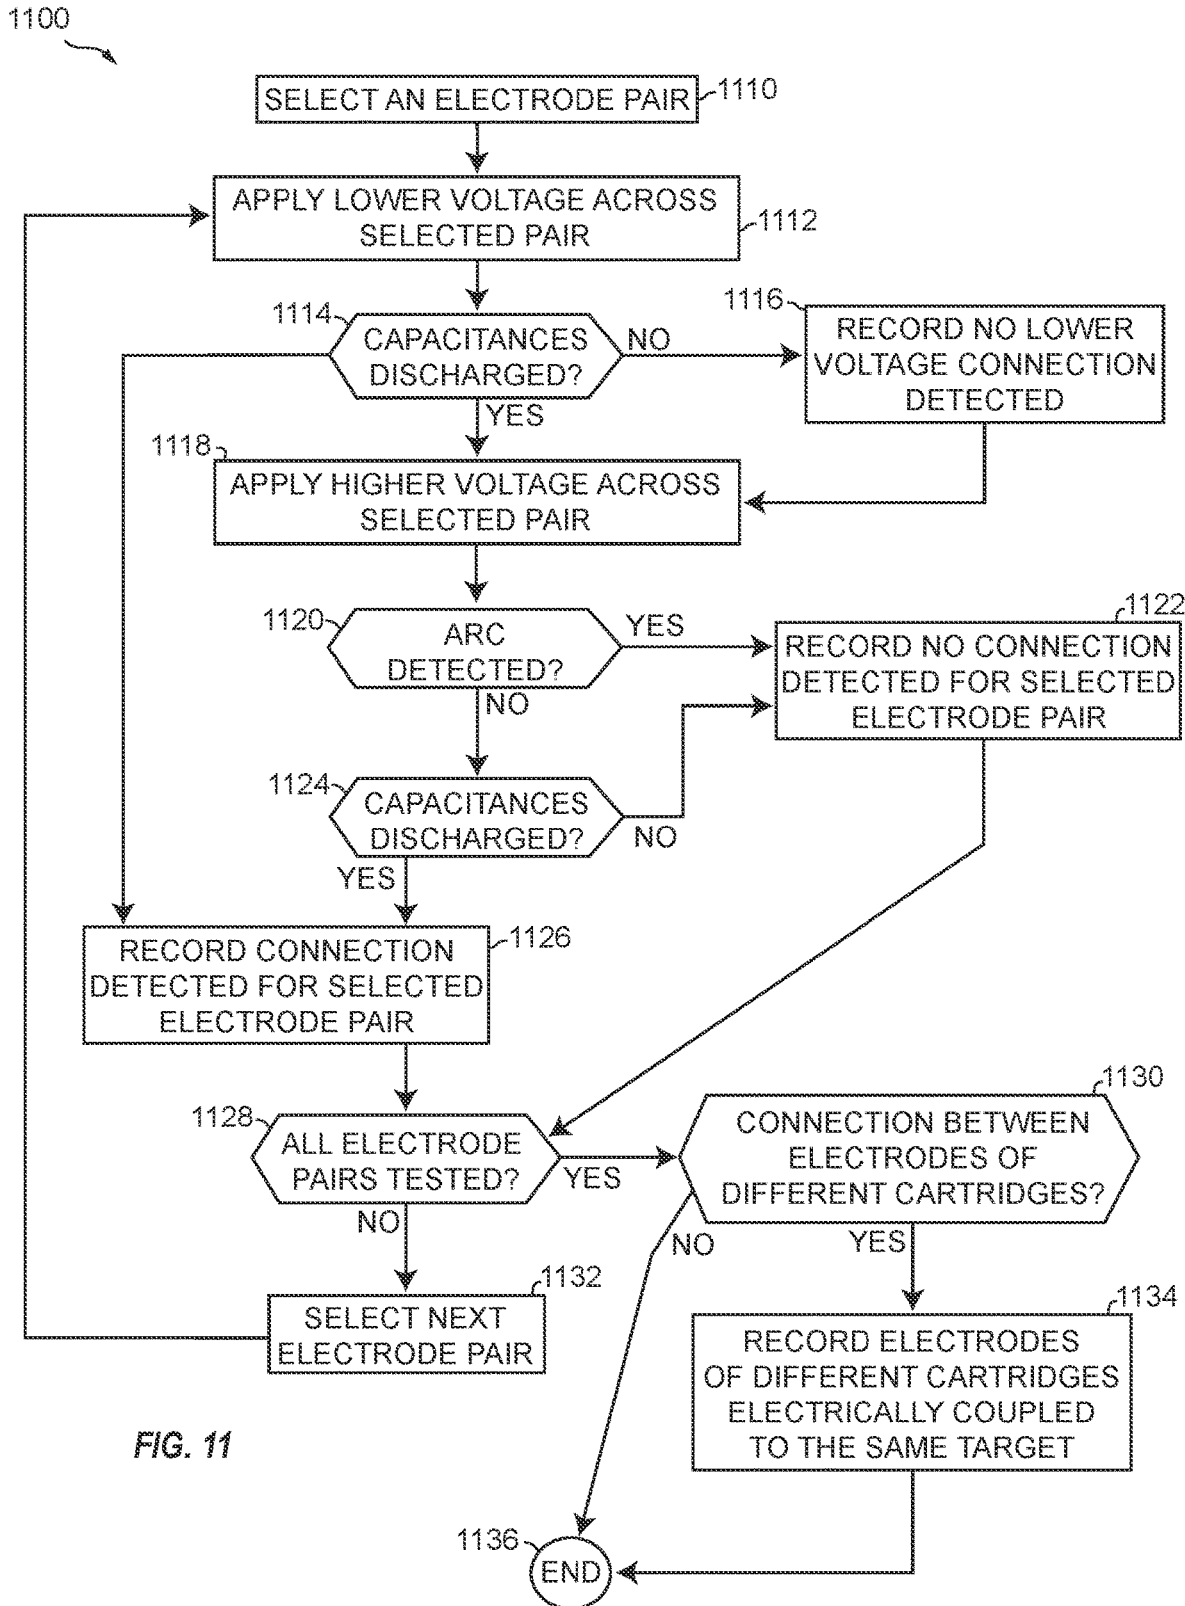 1100
SELECT AN ELECTRODE PAIR
1110
APPLY LOWER VOLTAGE ACROSS
SELECTED PAIR
1112
1114
CAPACITANCES
DISCHARGED?
NO
YES
1116
RECORD NO LOWER
VOLTAGE CONNECTION
DETECTED
1118
APPLY HIGHER VOLTAGE ACROSS
SELECTED PAIR
1120
ARC
DETECTED?
YES
NO
1122
RECORD NO CONNECTION
DETECTED FOR SELECTED
ELECTRODE PAIR
1124
CAPACITANCES
DISCHARGED?
NO
YES
1126
RECORD CONNECTION
DETECTED FOR SELECTED
ELECTRODE PAIR
1128
ALL ELECTRODE
PAIRS TESTED?
YES
NO
1130
CONNECTION BETWEEN
ELECTRODES OF
DIFFERENT CARTRIDGES?
NO
YES
1132
SELECT NEXT
ELECTRODE PAIR
1134
RECORD ELECTRODES
OF DIFFERENT CARTRIDGES
ELECTRICALLY COUPLED
TO THE SAME TARGET
FIG. 11
1136
END